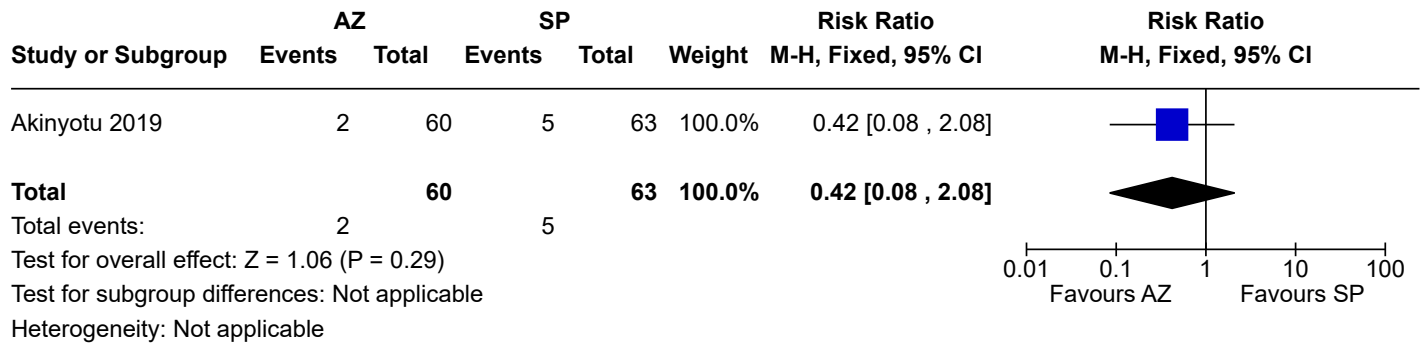 AZ SP Risk Ratio Risk Ratio
Study or Subgroup Events Total Events Total Weight M-H, Fixed, 95% CI M-H, Fixed, 95% CI
Akinyotu 2019 2 60 5 63 100.0% 0.42 [0.08 , 2.08]
Total 60 63 100.0% 0.42 [0.08 , 2.08]
Total events: 2 5
Test for overall effect: Z = 1.06 (P = 0.29)
Test for subgroup differences: Not applicable
Heterogeneity: Not applicable
0.01 0.1 1 10 100
Favours AZ Favours SP